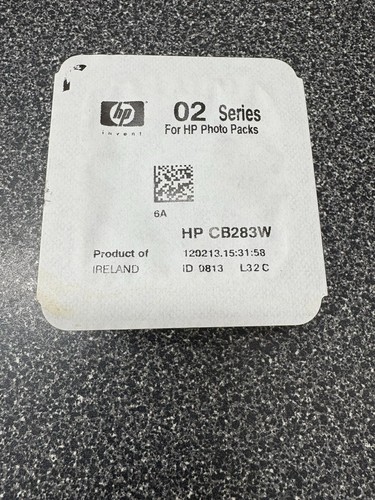 hp
invent
02 Series
For HP Photo Packs
6A
HP CB283W
Product of 120213.15:31:58
IRELAND ID 9813 L32C